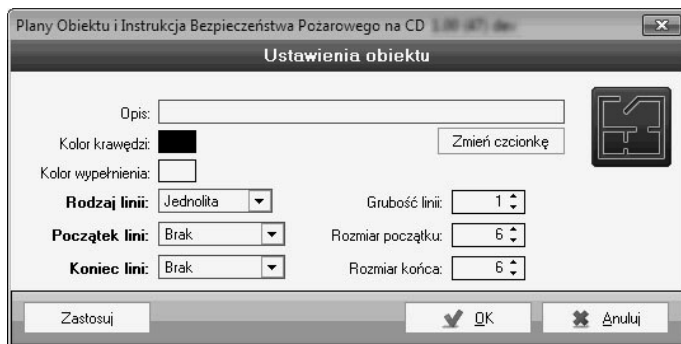 Plany Obiektu i Instrukcja Bezpieczeństwa Pożarowego na CD
Ustawienia obiektu
Opis:
Kolor krawędzi:
Zmień czcionkę
Kolor wypełnienia:
Rodzaj linii: Jednolita
Grubość linii: 1
Początek lini: Brak
Rozmiar początku: 6
Koniec lini: Brak
Rozmiar końca: 6
Zastosuj
OK
Anuluj